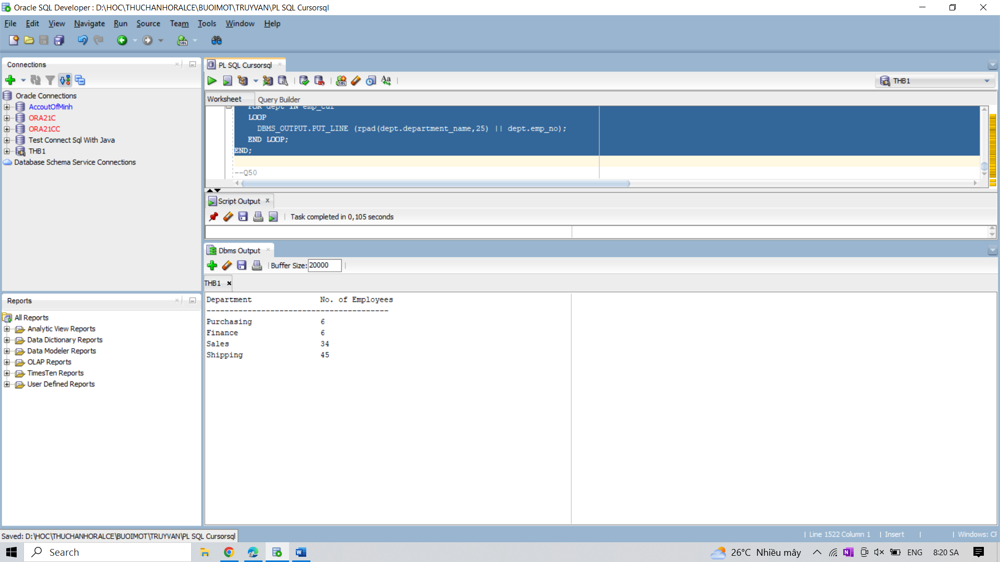 Oracle SQL Developer : D:\HOC\THUCHANHORALCE\BUOIMOT\TRUYVAN\PL SQL Cursorsql
File Edit View Navigate Run Source Team Tools Window Help
Connections
Oracle Connections
AccoutOfMinh
ORA21C
ORA21CC
Test Connect Sql With Java
THB1
Database Schema Service Connections
Reports
All Reports
Analytic View Reports
Data Dictionary Reports
Data Modeler Reports
OLAP Reports
TimesTen Reports
User Defined Reports
PL SQL Cursorsql
THB1
Worksheet Query Builder
FOR dept IN emp_cur
LOOP
DBMS_OUTPUT.PUT_LINE (rpad(dept.department_name,25) || dept.emp_no);
END LOOP;
END;
--Q50
Script Output
Task completed in 0,105 seconds
Dbms Output
Buffer Size: 20000
THB1
Department No. of Employees
----------------------------------------
Purchasing 6
Finance 6
Sales 34
Shipping 45
Saved: D:\HOC\THUCHANHORALCE\BUOIMOT\TRUYVAN\PL SQL Cursorsql
Line 1522 Column 1 | Insert | | Windows: CF
Search
26°C Nhiều mây ENG 8:20 SA